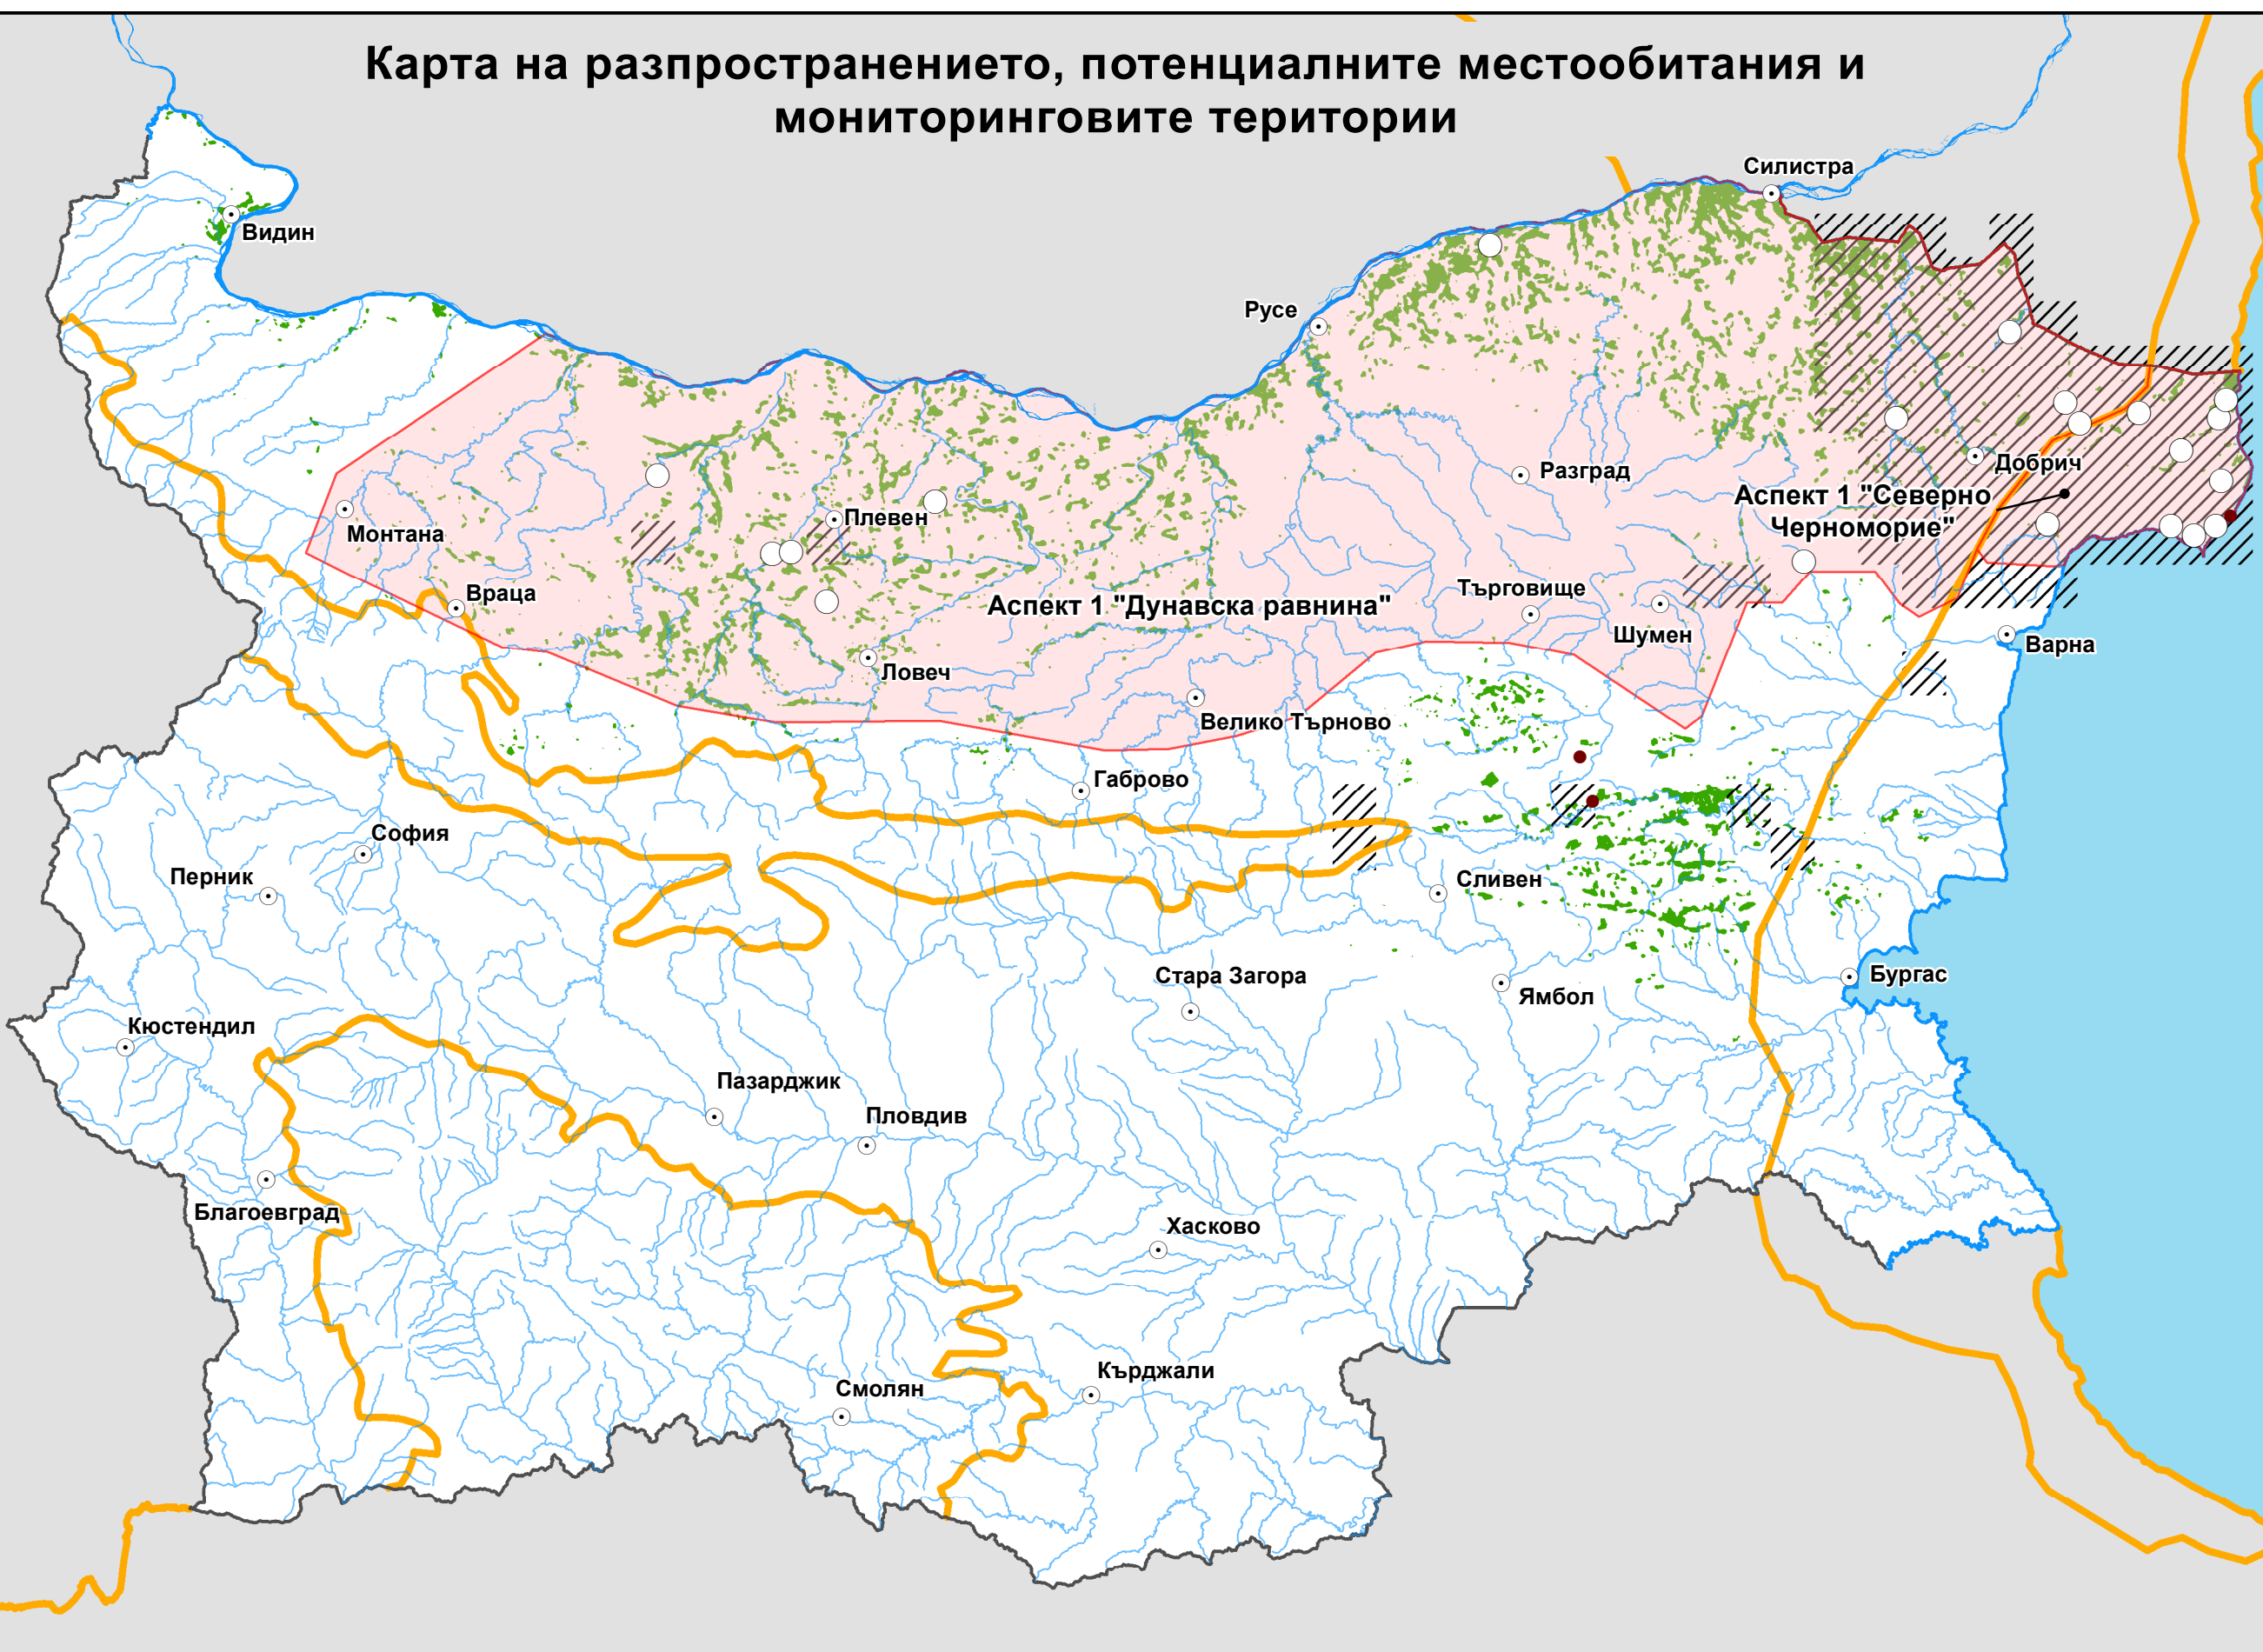 Карта на разпространението, потенциалните местообитания и
мониторинговите територии
Силистра
Видин
Русе
Разград
Добрич
Аспект 1 "Северно
Черноморие"
Плевен
Монтана
Враца
Аспект 1 "Дунавска равнина"
Търговище
Шумен
Варна
Ловеч
Велико Търново
Габрово
София
Перник
Сливен
Стара Загора
Бургас
Ямбол
Кюстендил
Пазарджик
Пловдив
Благоевград
Хасково
Кърджали
Смолян